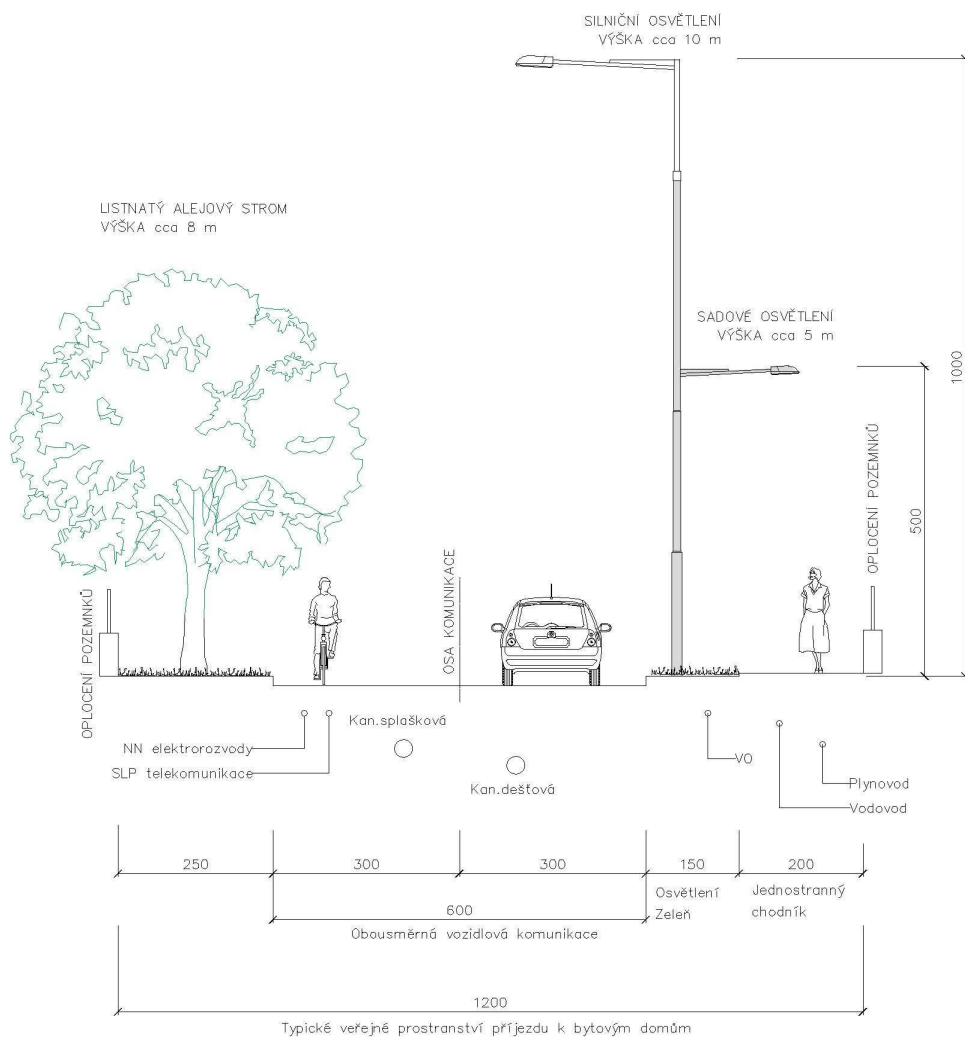 SILNIČNÍ OSVĚTLENÍ
VÝŠKA cca 10 m
LISTNATÝ ALEJOVÝ STROM
VÝŠKA cca 8 m
SADOVÉ OSVĚTLENÍ
VÝŠKA cca 5 m
1000
500
OPLOCENÍ POZEMNKŮ
OSA KOMUNIKACE
OPLOCENÍ POZEMNKŮ
Kan.splašková
NN elektrorozvody
SLP telekomunikace
Kan.dešťová
VO
Plynovod
Vodovod
250
300
300
150
200
Osvětlení
Zeleň
Jednostranný
chodník
600
Obousměrná vozidlová komunikace
1200
Typické veřejné prostranství příjezdu k bytovým domům